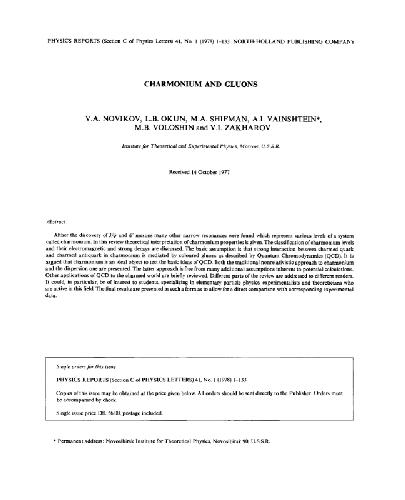 PHYSICS REPORTS (Section C of Physics Letters) 41, No. 1 (1978) 1-133. NORTH-HOLLAND PUBLISHING COMPANY
CHARMONIUM AND GLUONS
V.A. NOVIKOV, L.B. OKUN, M.A. SHIFMAN, A.I. VAINSHTEIN*,
M.B. VOLOSHIN and V.I. ZAKHAROV
Institute for Theoretical and Experimental Physics, Moscow, U.S.S.R.
Received 14 October 1977
Abstract
After the discovery of J/ψ and ψ' mesons many other narrow resonances were found which represent various levels of a system
called charmonium. In this review theoretical interpretation of charmonium properties is given. The classification of charmonium levels
and their electromagnetic and strong decays are discussed. The basic assumption is that strong interaction between charmed quark
and charmed antiquark in charmonium is mediated by coloured gluons as described by Quantum Chromodynamics (QCD). It is
argued that charmonium is an ideal object to test the basic ideas of QCD. Both the traditional nonrelativistic approach to charmonium
and the dispersion one are presented. The latter approach is free from many additional assumptions inherent to potential calculations.
Other applications of QCD to the charmed world are briefly reviewed. Different parts of the review are addressed to different readers.
It could, in particular, be of interest to students, specializing in elementary particle physics experimentalists and theoreticians who
are active in this field. The final results are presented in such a form as to allow for a direct comparison with corresponding experimental
data.
Single orders for this issue
PHYSICS REPORTS (Section C of PHYSICS LETTERS) 41, No. 1 (1978) 1-133
Copies of this issue may be obtained at the price given below. All orders should be sent directly to the Publisher. Orders must
be accompanied by check.
Single issue price Dfl. postage included.
* Permanent address: Novosibirsk Institute for Theoretical Physics, Novosibirsk 90, U.S.S.R.